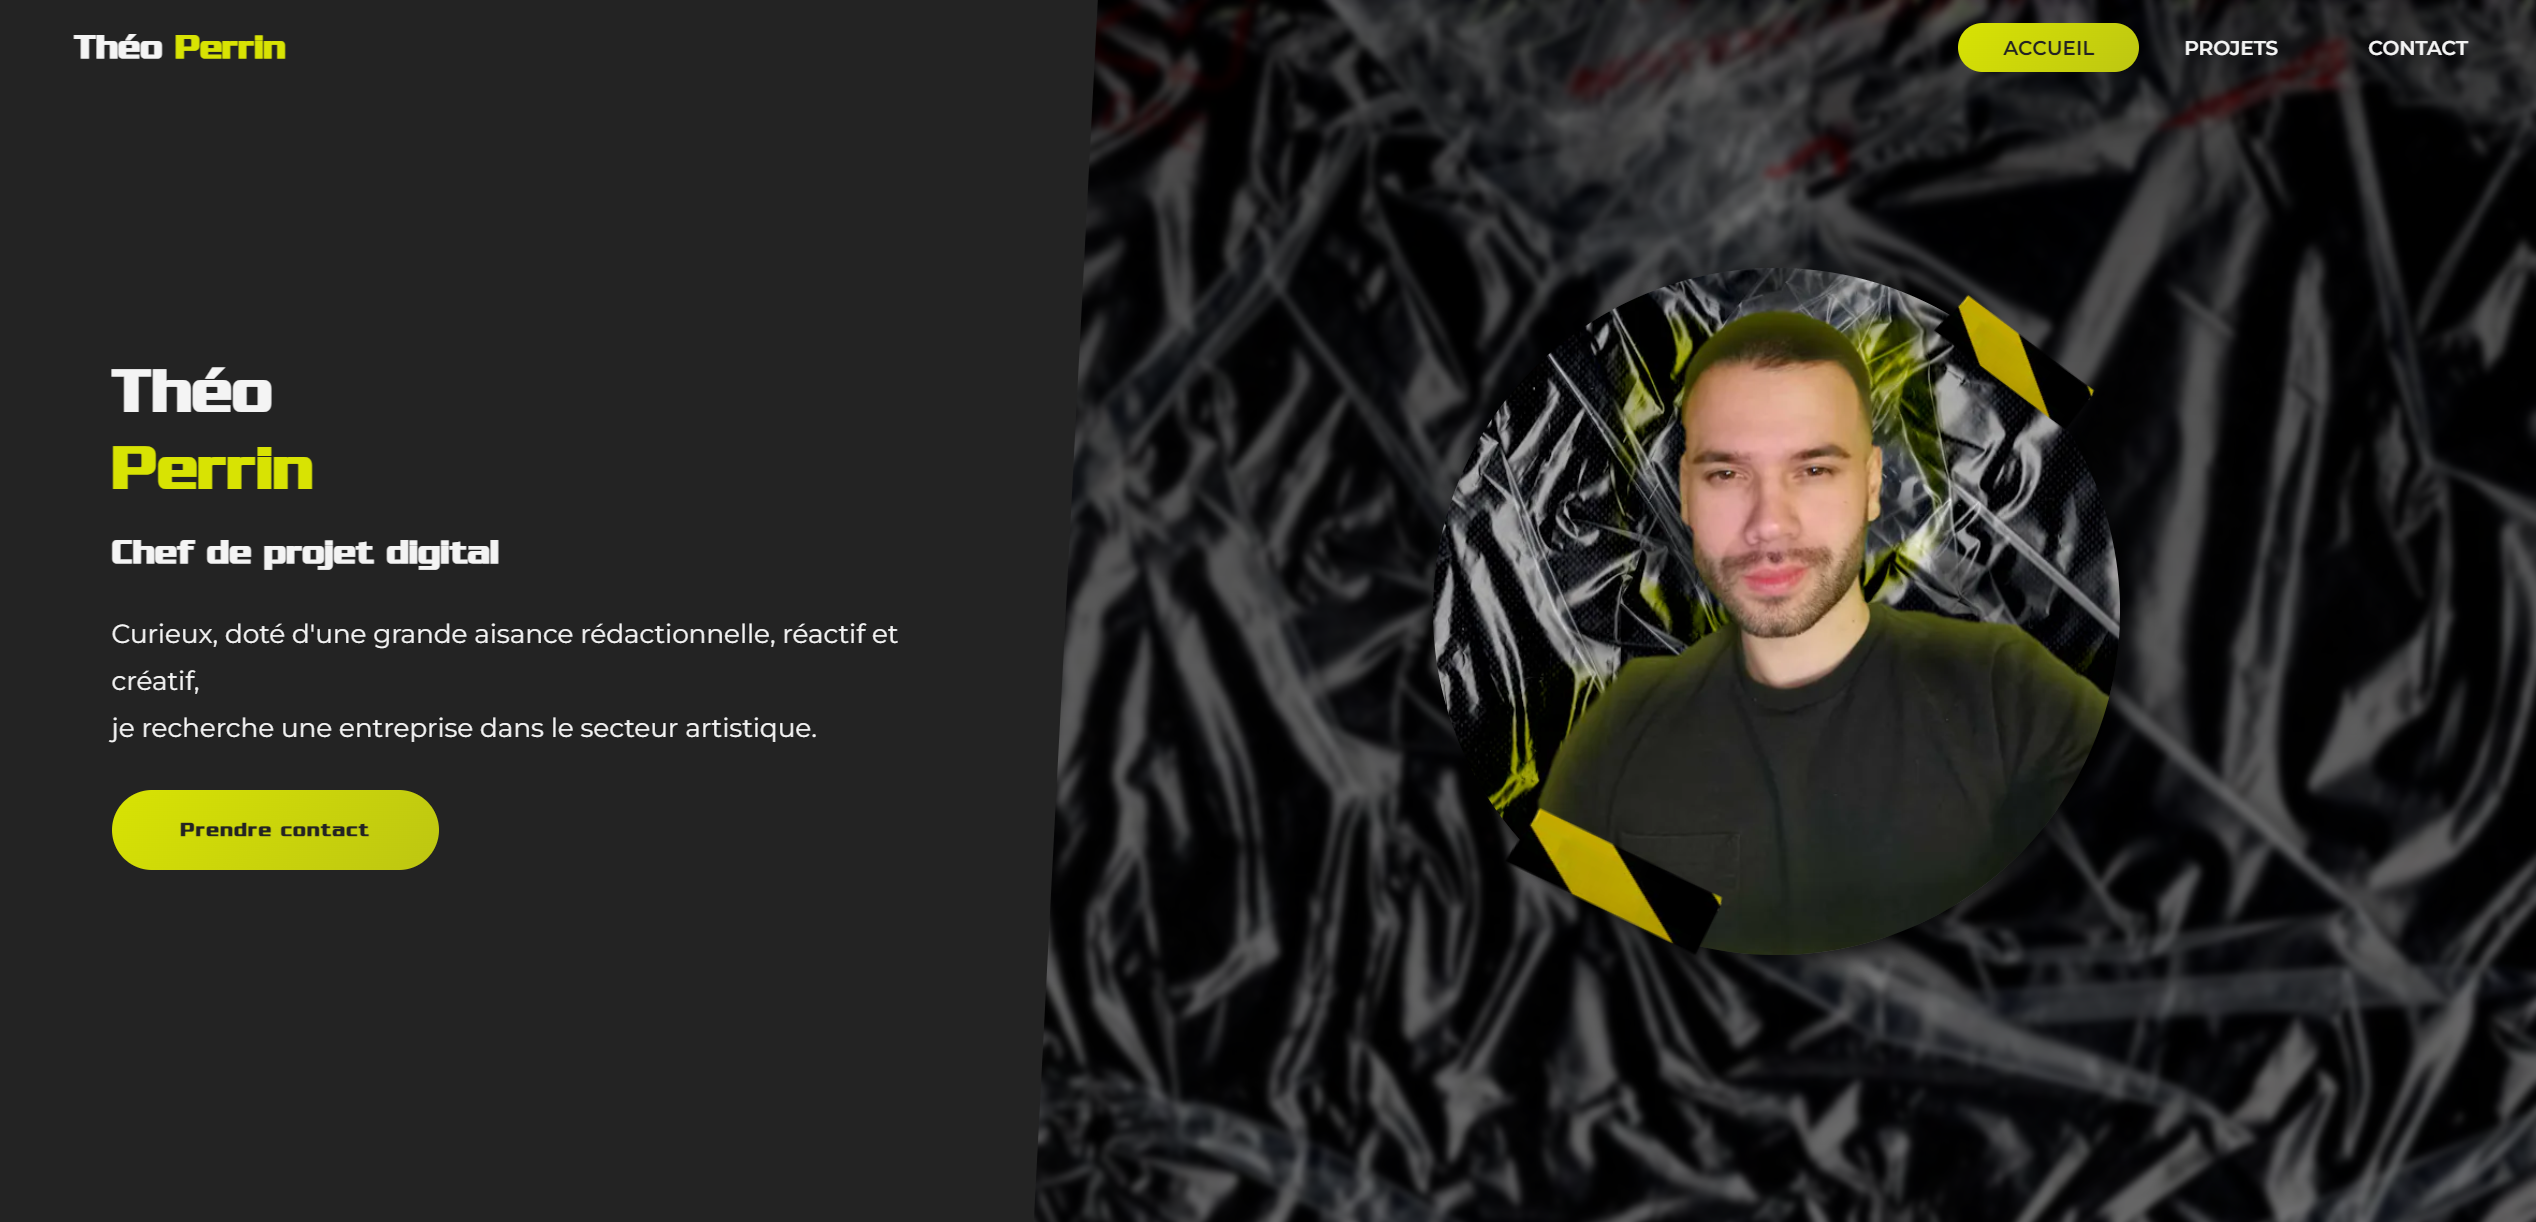 Théo Perrin
ACCUEIL
PROJETS
CONTACT
Théo
Perrin
Chef de projet digital
Curieux, doté d'une grande aisance rédactionnelle, réactif et
créatif,
je recherche une entreprise dans le secteur artistique.
Prendre contact